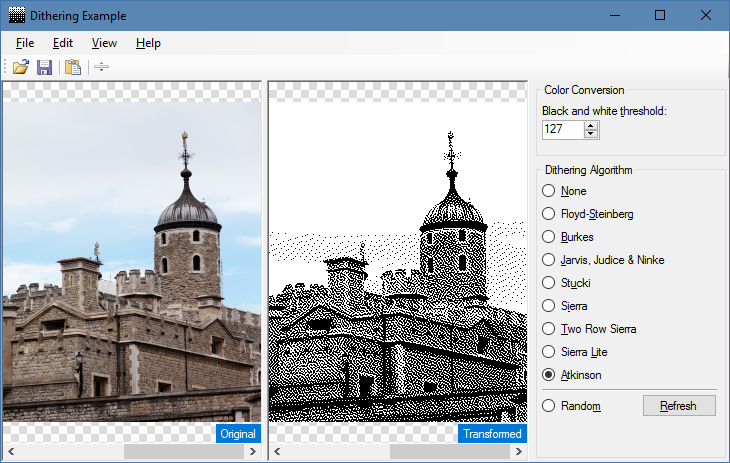 Dithering Example
File Edit View Help
Color Conversion
Black and white threshold:
127
Dithering Algorithm
None
Floyd-Steinberg
Burkes
Jarvis, Judice & Ninke
Stucki
Sierra
Two Row Sierra
Sierra Lite
Atkinson
Random Refresh
Original Transformed